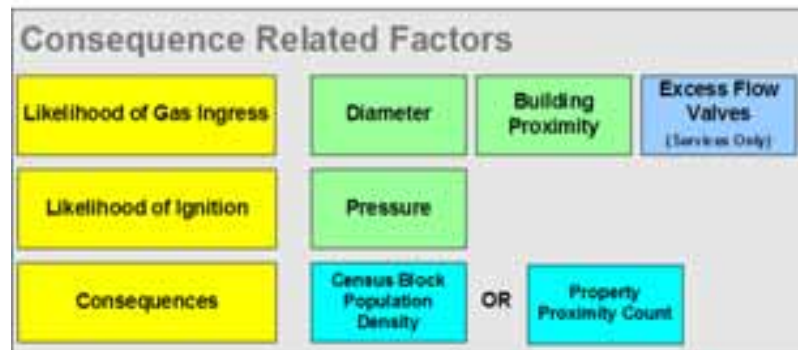 Consequence Related Factors
Likelihood of Gas Ingress
Diameter
Building
Proximity
Excess Flow
Valves
(Services Only)
Likelihood of Ignition
Pressure
Consequences
Census Block
Population
Density
OR
Property
Proximity Count